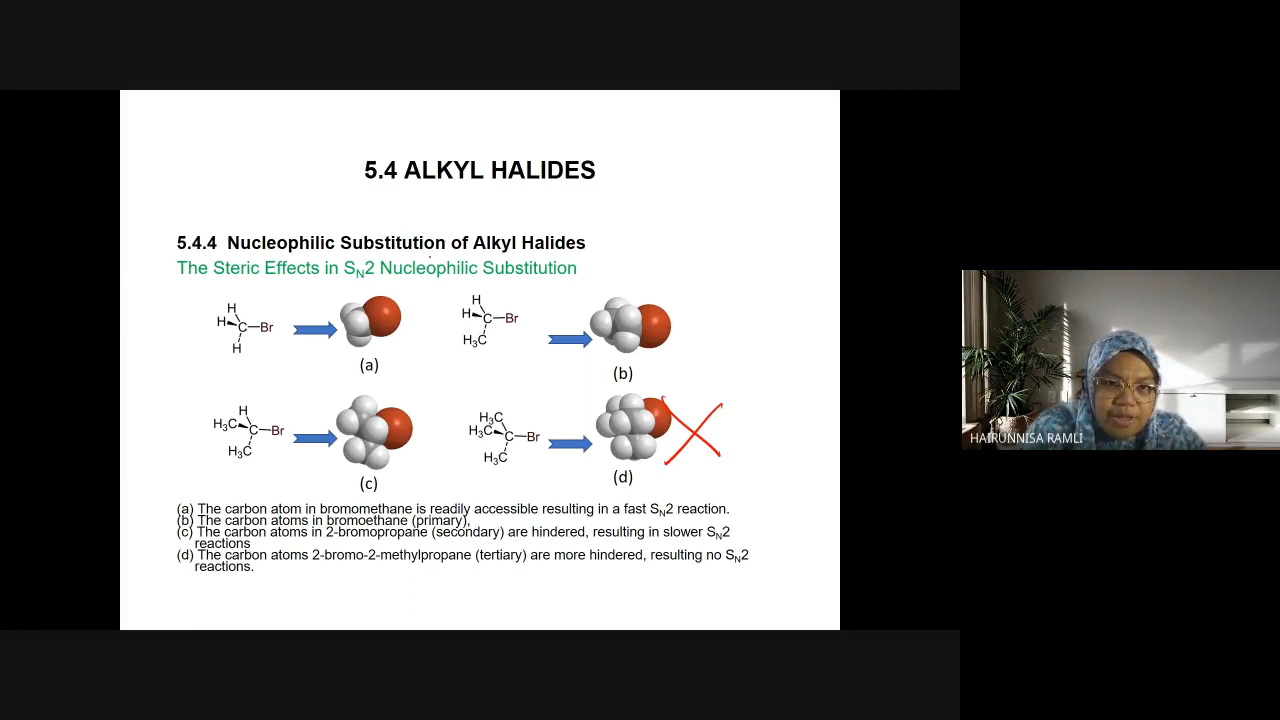 5.4 ALKYL HALIDES
5.4.4 Nucleophilic Substitution of Alkyl Halides
The Steric Effects in SN2 Nucleophilic Substitution
H
H
C
Br
H
(a)
H
H
C
Br
H3C
(b)
H
H3C
C
Br
H3C
(c)
H3C
H3C
C
Br
H3C
(d)
(a) The carbon atom in bromomethane is readily accessible resulting in a fast SN2 reaction.
(b) The carbon atoms in bromoethane (primary),
(c) The carbon atoms in 2-bromopropane (secondary) are hindered, resulting in slower SN2
reactions
(d) The carbon atoms 2-bromo-2-methylpropane (tertiary) are more hindered, resulting no SN2
reactions.
HAIRUNNISA RAMLI